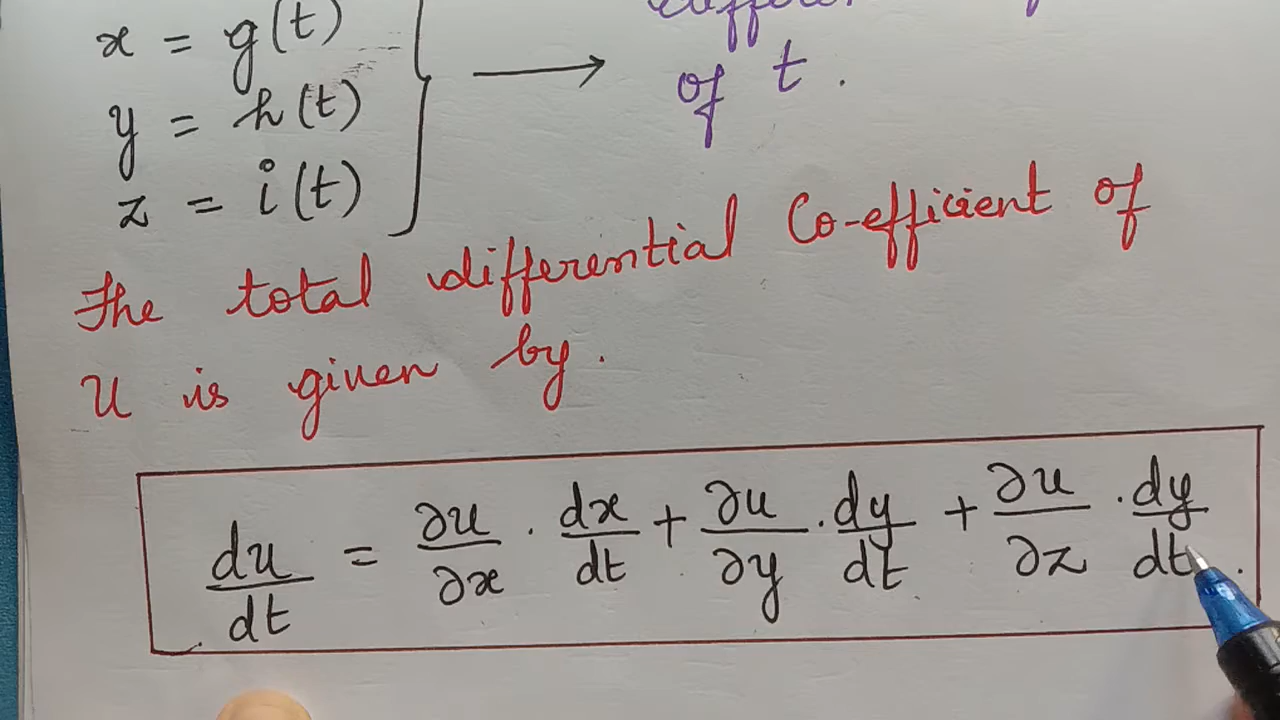 x = g(t)
y = h(t)
z = i(t)
of t.
The total differential Co-efficient of
u is given by.
du/dt = ∂u/∂x · dx/dt + ∂u/∂y · dy/dt + ∂u/∂z · dy/dt.